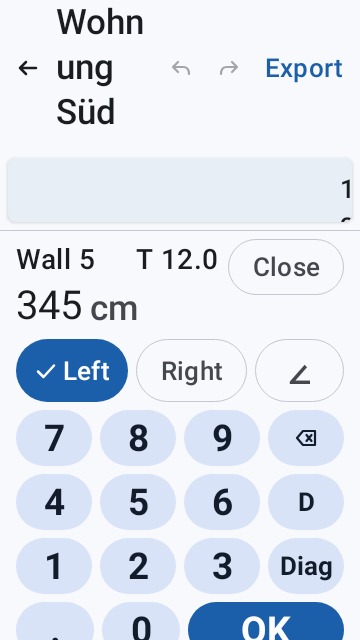 Wohn
ung
Süd
Export
1
Wall 5 T 12.0 Close
345 cm
Left Right
7 8 9
4 5 6 D
1 2 3 Diag
. 0 OK